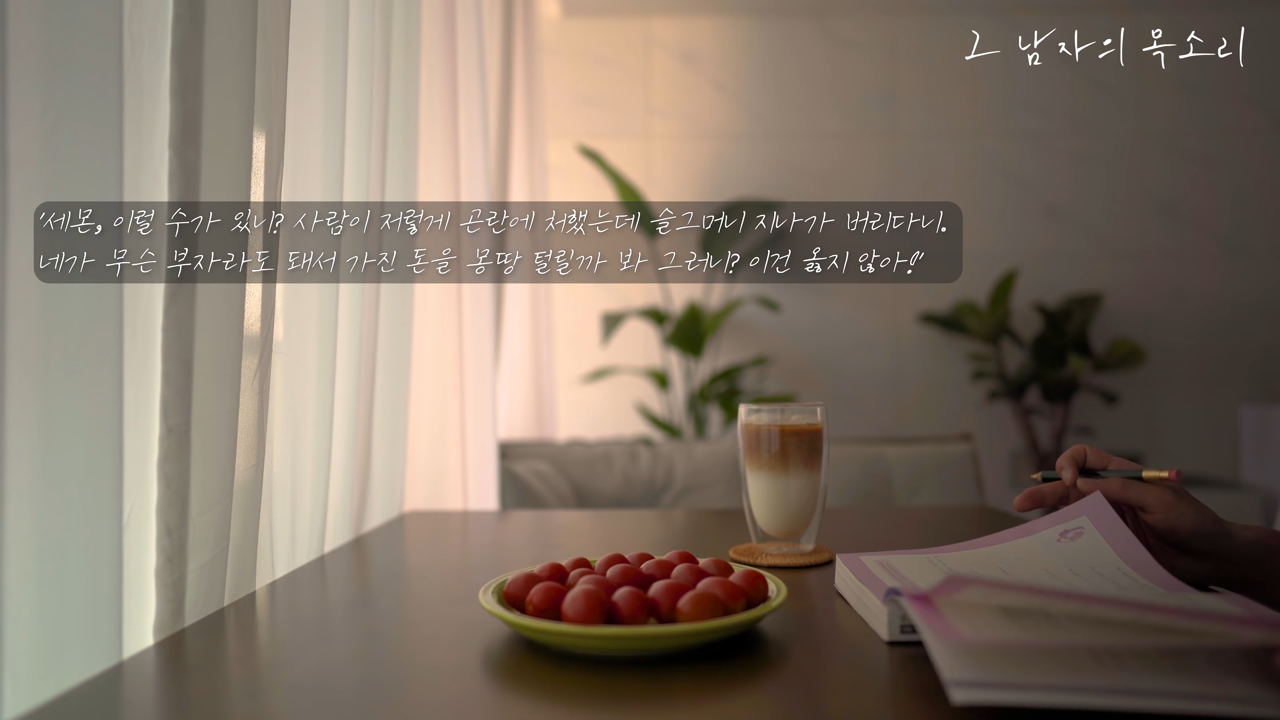 그 남자의 목소리
'세몬, 이럴 수가 있니? 사람이 저렇게 곤란에 처했는데 슬그머니 지나가 버리다니.
네가 무슨 부자라도 돼서 가진 돈을 몽땅 털릴까 봐 그러니? 이건 옳지 않아!'